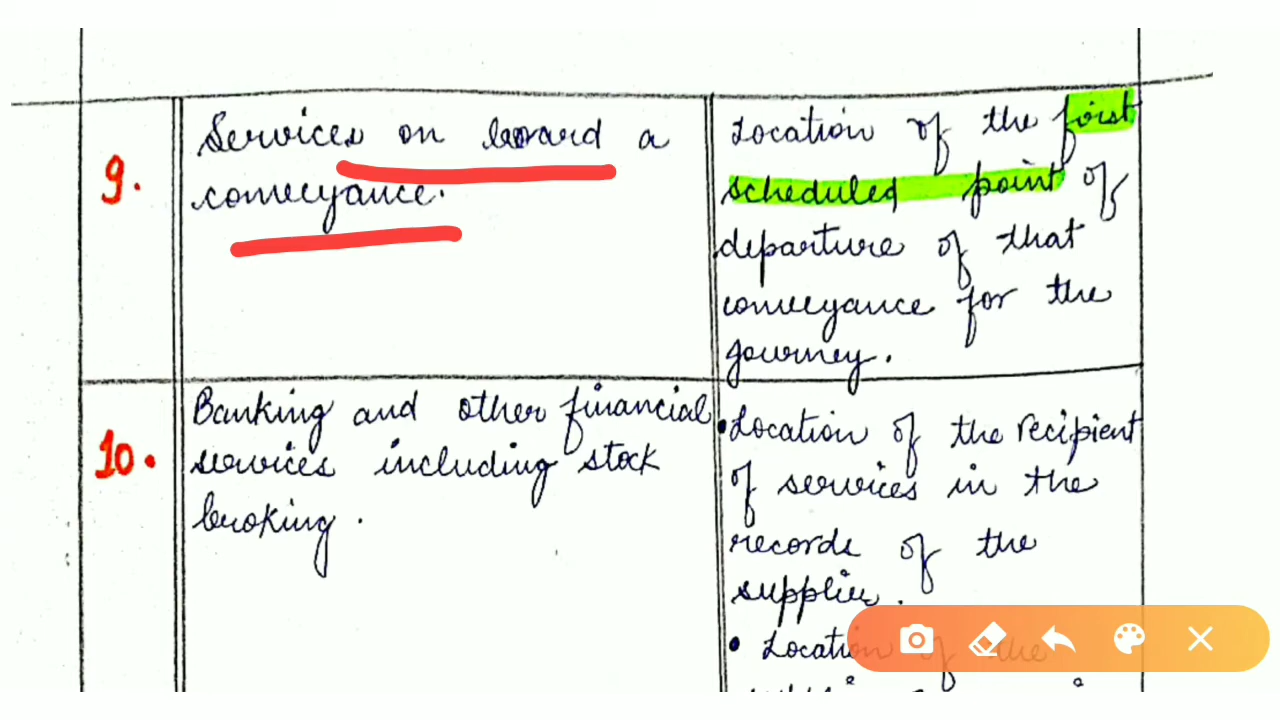 9.
Services on board a
conveyance.
Location of the first
scheduled point of
departure of that
conveyance for the
journey.
10.
Banking and other financial
services including stock
broking.
•Location of the recipient
of services in the
records of the
supplier.
• Location of the